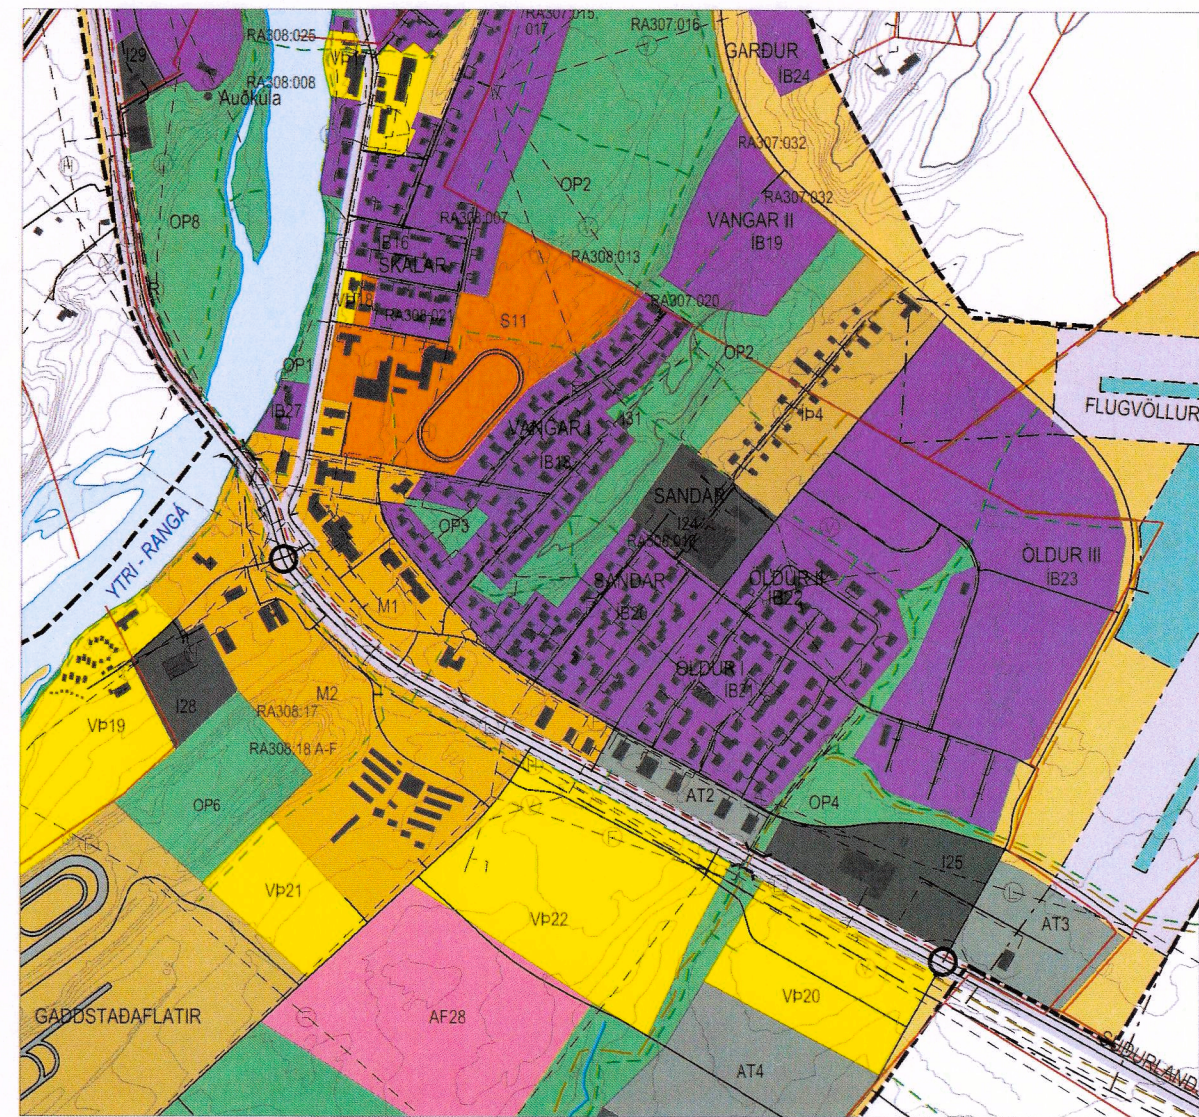 RA307:015,
017
RA307:016
RA308:025
I29
VÞ17
GARÐUR
ÍB24
RA308:008
Auðkúla
RA307:032
OP2
RA307:032
OP8
RA308:007
VANGAR II
ÍB19
ÍB16
SKÁLAR
RA308:013
VÞ18
RA308:021
RA307:020
S11
OP1
OP2
FLUGVÖLLUR
ÍB27
VANGAR I
I31
ÍÞ4
ÍB18
SANDAR
I24
OP3
YTRI - RANGÁ
ÖLDUR III
ÍB23
SANDAR
ÍB20
ÖLDUR II
ÍB22
M1
ÖLDUR I
ÍB21
M2
I28
RA308:17
VÞ19
RA308:18 A-F
AT2
OP4
OP6
I25
VÞ21
VÞ22
AT3
VÞ20
GADDSTAÐAFLATIR
AF28
AT4